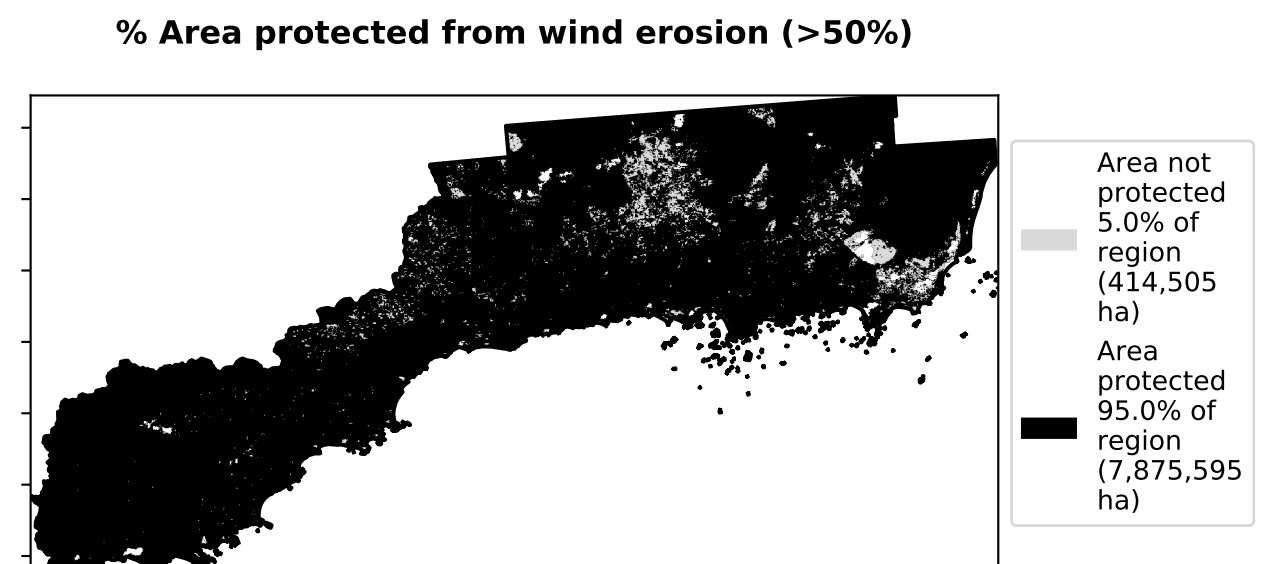 % Area protected from wind erosion (>50%)
Area not
protected
5.0% of
region
(414,505
ha)
Area
protected
95.0% of
region
(7,875,595
ha)